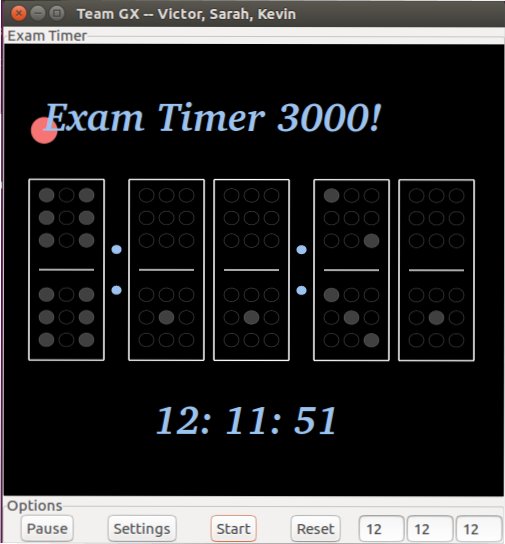 Team GX -- Victor, Sarah, Kevin
Exam Timer
Exam Timer 3000!
12: 11: 51
Options
Pause Settings Start Reset 12 12 12